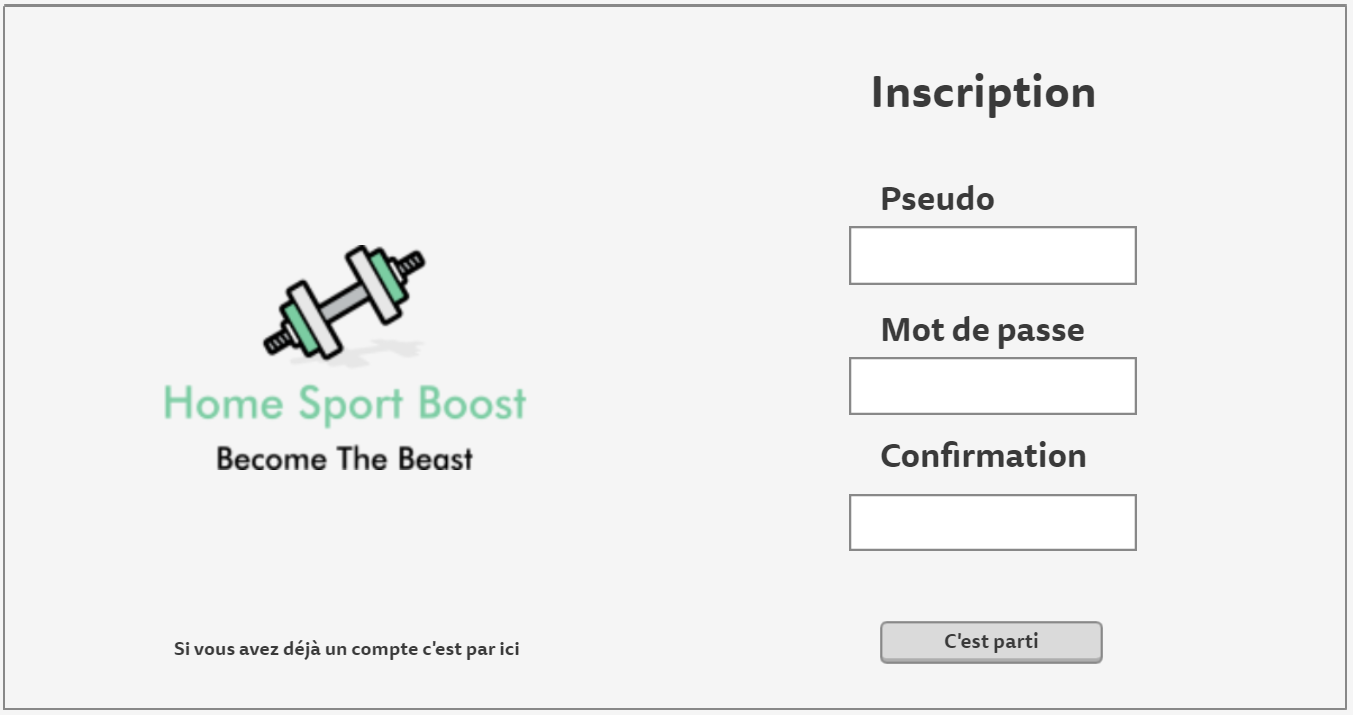 Inscription
Pseudo
Mot de passe
Confirmation
C'est parti
Home Sport Boost
Become The Beast
Si vous avez déjà un compte c'est par ici